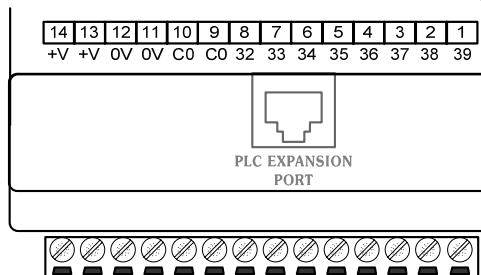 14 13 12 11 10 9 8 7 6 5 4 3 2 1
+V +V 0V 0V C0 C0 32 33 34 35 36 37 38 39
PLC EXPANSION
PORT